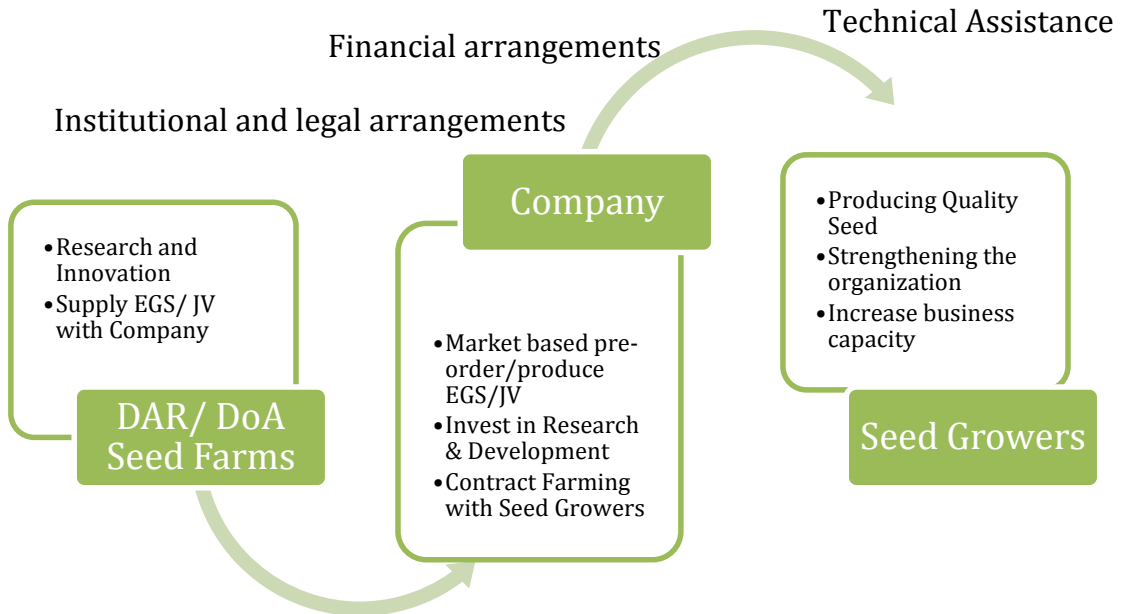 Technical Assistance
Financial arrangements
Institutional and legal arrangements
•Research and
Innovation
•Supply EGS/ JV
with Company
DAR/ DoA
Seed Farms
Company
•Market based pre-
order/produce
EGS/JV
•Invest in Research
& Development
•Contract Farming
with Seed Growers
•Producing Quality
Seed
•Strengthening the
organization
•Increase business
capacity
Seed Growers